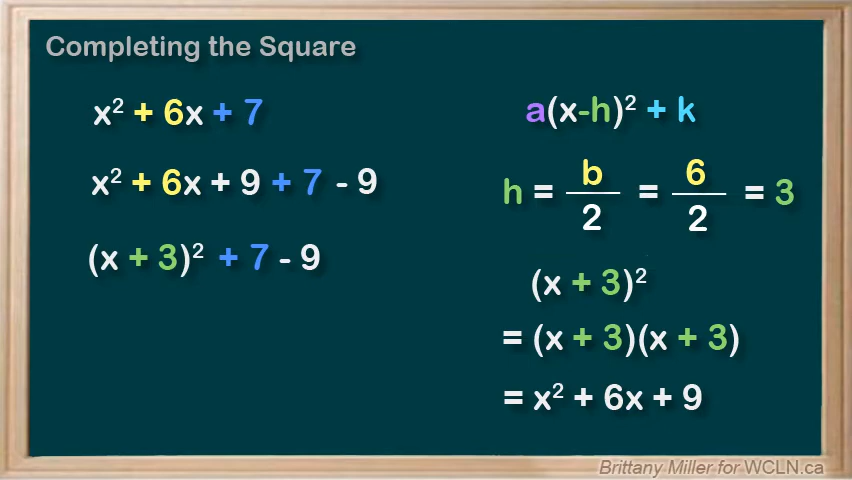 Completing the Square
x² + 6x + 7
x² + 6x + 9 + 7 - 9
(x + 3)² + 7 - 9
a(x-h)² + k
h = b/2 = 6/2 = 3
(x + 3)²
= (x + 3)(x + 3)
= x² + 6x + 9
Brittany Miller for WCLN.ca